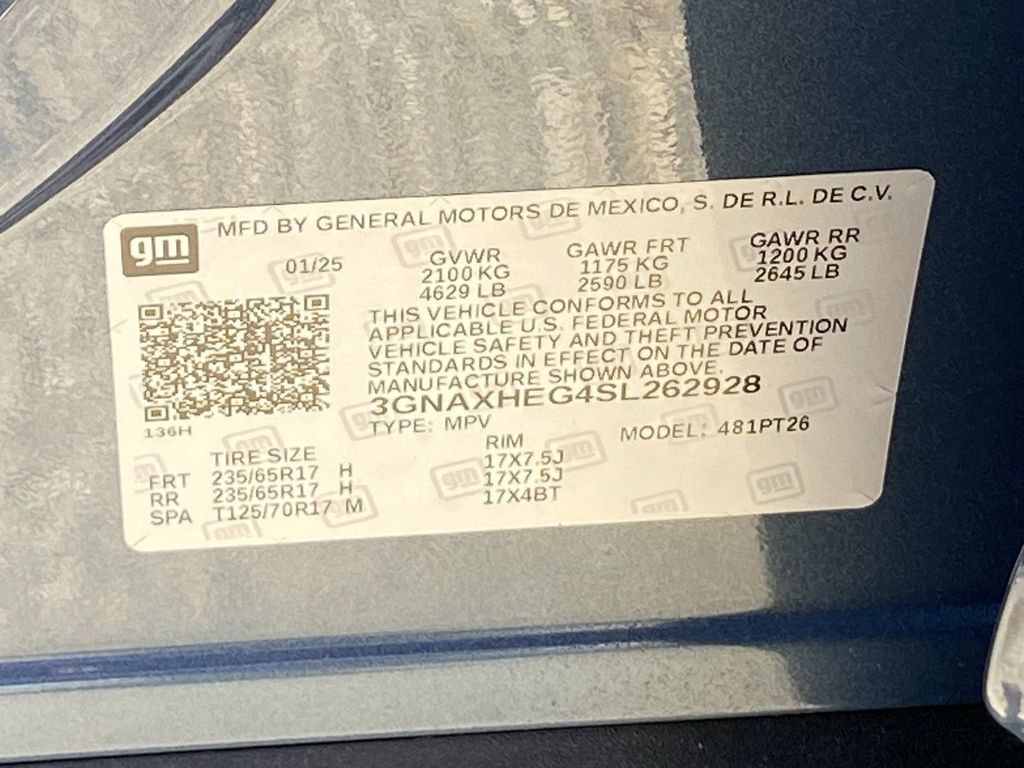 gm
MFD BY GENERAL MOTORS DE MEXICO, S. DE R.L. DE C.V.
01/25
GVWR
2100 KG
4629 LB
GAWR FRT
1175 KG
2590 LB
GAWR RR
1200 KG
2645 LB
THIS VEHICLE CONFORMS TO ALL
APPLICABLE U.S. FEDERAL MOTOR
VEHICLE SAFETY AND THEFT PREVENTION
STANDARDS IN EFFECT ON THE DATE OF
MANUFACTURE SHOWN ABOVE.
3GNAXHEG4SL262928
136H
TYPE: MPV
MODEL: 481PT26
TIRE SIZE
RIM
FRT 235/65R17 H 17X7.5J
RR 235/65R17 H 17X7.5J
SPA T125/70R17 M 17X4BT